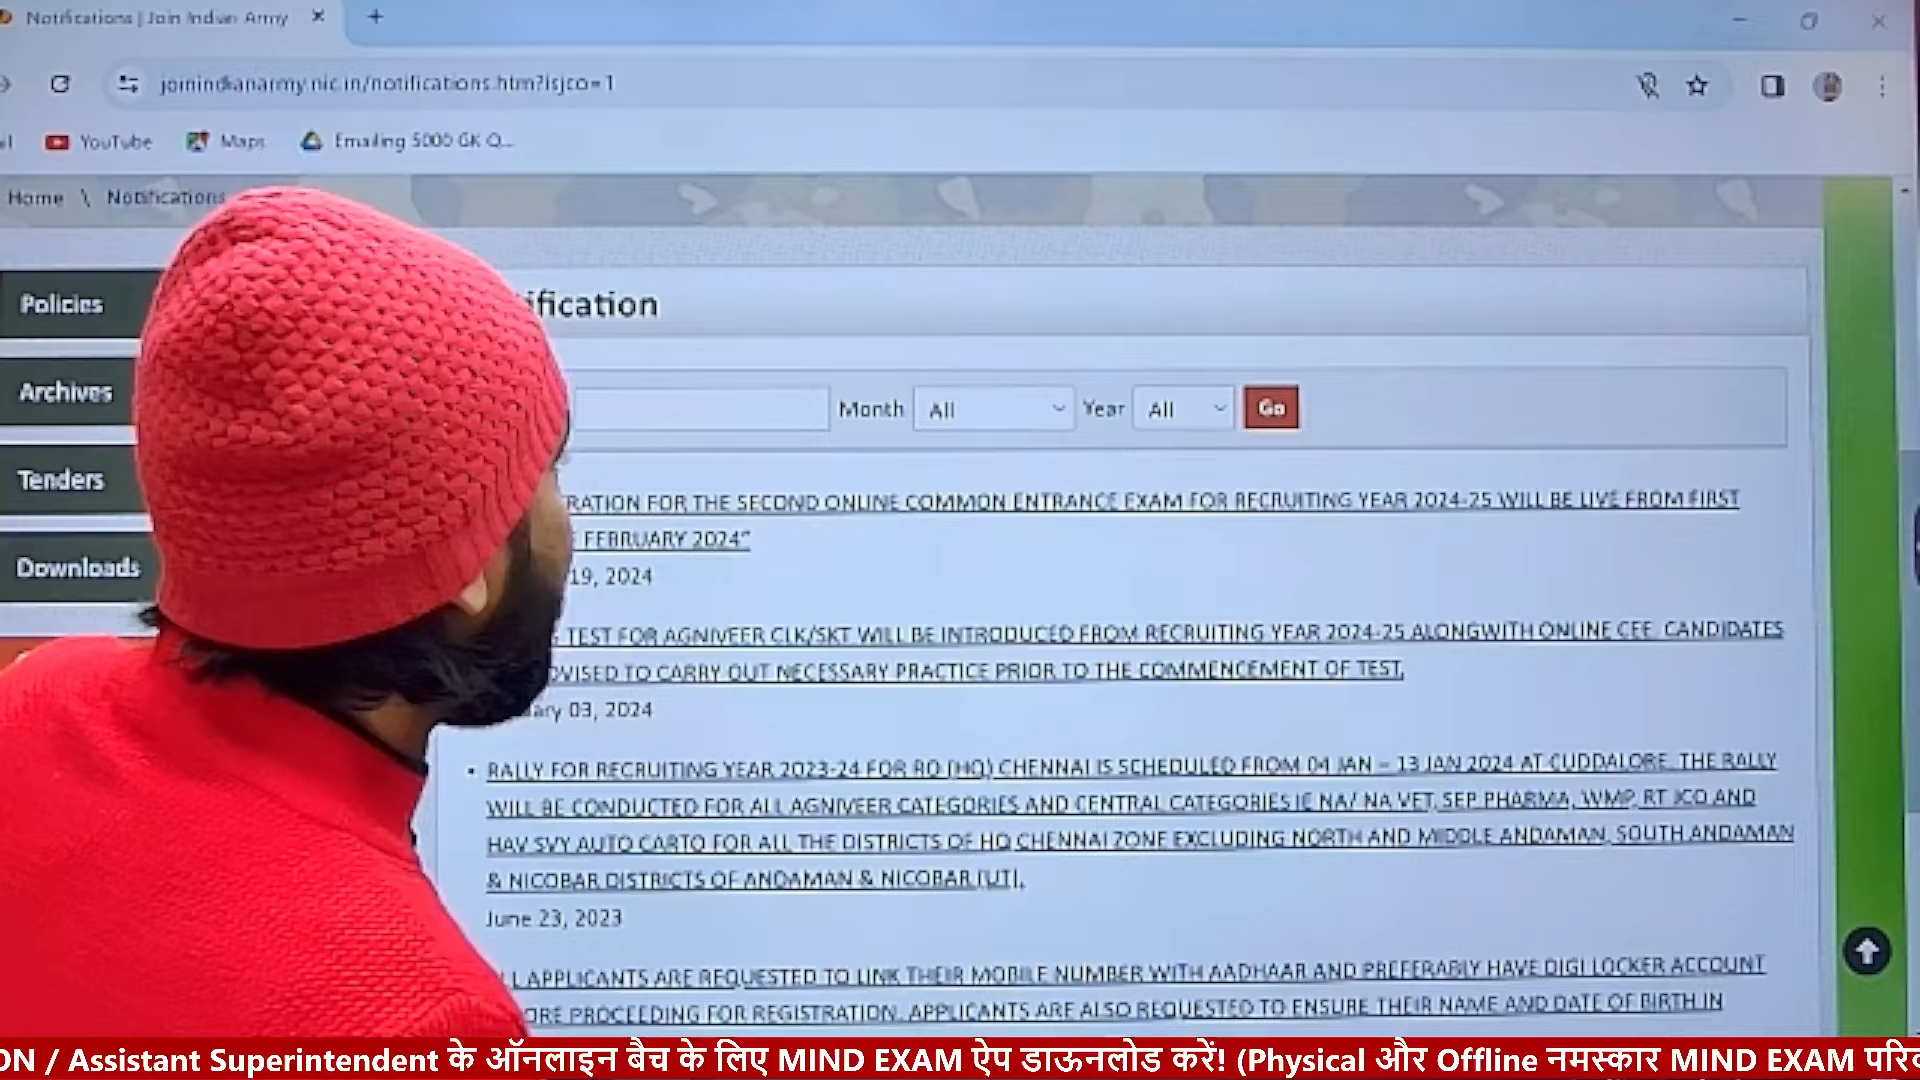 Notifications | Join Indian Army
joinindianarmy.nic.in/notifications.htm?isjco=1
YouTube Maps Emailing 5000 GK Q...
Home \ Notifications
Policies
ification
Archives
Month All Year All Go
Tenders
RATION FOR THE SECOND ONLINE COMMON ENTRANCE EXAM FOR RECRUITING YEAR 2024-25 WILL BE LIVE FROM FIRST
FEBRUARY 2024"
Downloads
19, 2024
TEST FOR AGNIVEER CLK/SKT WILL BE INTRODUCED FROM RECRUITING YEAR 2024-25 ALONGWITH ONLINE CEE. CANDIDATES
VISED TO CARRY OUT NECESSARY PRACTICE PRIOR TO THE COMMENCEMENT OF TEST.
ary 03, 2024
• RALLY FOR RECRUITING YEAR 2023-24 FOR RO (HQ) CHENNAI IS SCHEDULED FROM 04 JAN – 13 JAN 2024 AT CUDDALORE. THE RALLY
WILL BE CONDUCTED FOR ALL AGNIVEER CATEGORIES AND CENTRAL CATEGORIES IE NA/ NA VET, SEP PHARMA, WMP, RT JCO AND
HAV SVY AUTO CARTO FOR ALL THE DISTRICTS OF HQ CHENNAI ZONE EXCLUDING NORTH AND MIDDLE ANDAMAN, SOUTH ANDAMAN
& NICOBAR DISTRICTS OF ANDAMAN & NICOBAR (UT).
June 23, 2023
L APPLICANTS ARE REQUESTED TO LINK THEIR MOBILE NUMBER WITH AADHAAR AND PREFERABLY HAVE DIGI LOCKER ACCOUNT
ORE PROCEEDING FOR REGISTRATION. APPLICANTS ARE ALSO REQUESTED TO ENSURE THEIR NAME AND DATE OF BIRTH IN
ON / Assistant Superintendent के ऑनलाइन बैच के लिए MIND EXAM ऐप डाऊनलोड करें! (Physical और Offline नमस्कार MIND EXAM